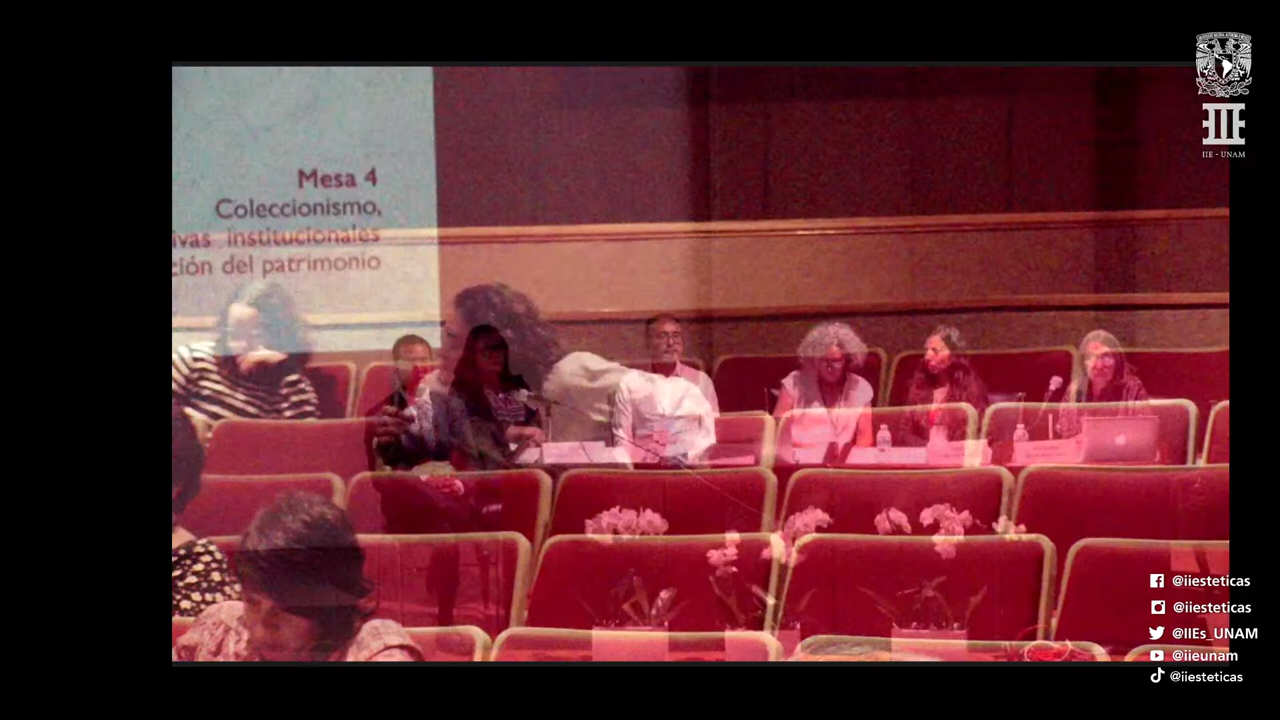 Mesa 4
Coleccionismo,
ivas institucionales
ción del patrimonio
IIE - UNAM
@iiesteticas
@iiesteticas
@IIEs_UNAM
@iieunam
@iiesteticas